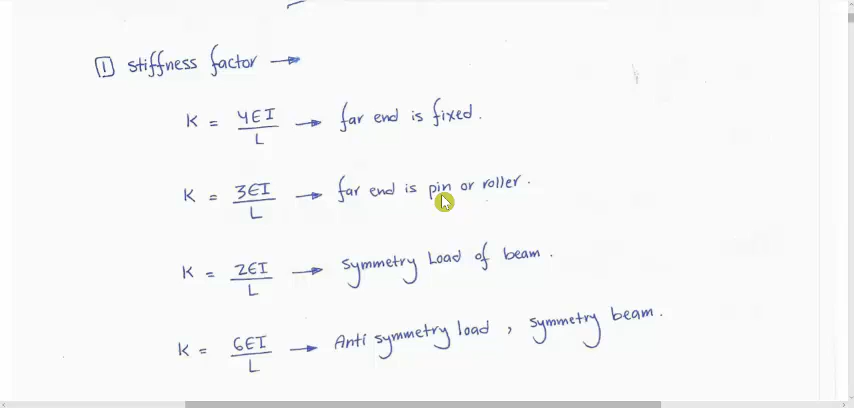 1 stiffness factor →
K = 4EI/L → far end is fixed.
K = 3EI/L → far end is pin or roller.
K = 2EI/L → symmetry Load of beam.
K = 6EI/L → Anti symmetry load, symmetry beam.